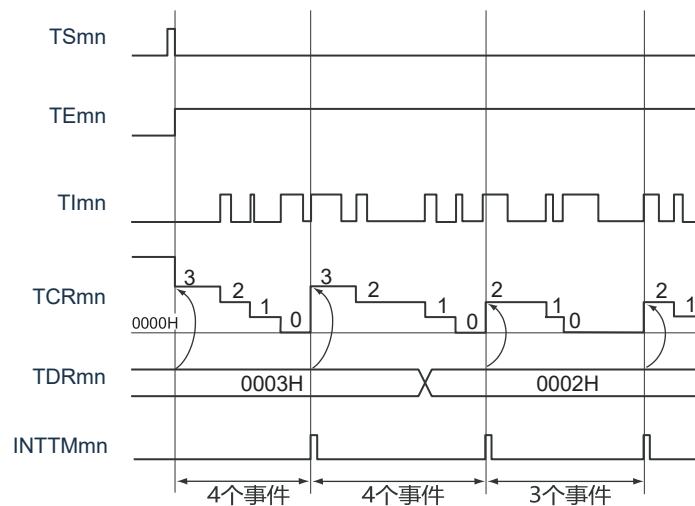 TSmn
TEmn
TImn
TCRmn
3 2 1 0 3 2 1 0 2 1 0 2 1
0000H
TDRmn
0003H 0002H
INTTMmn
4个事件 4个事件 3个事件